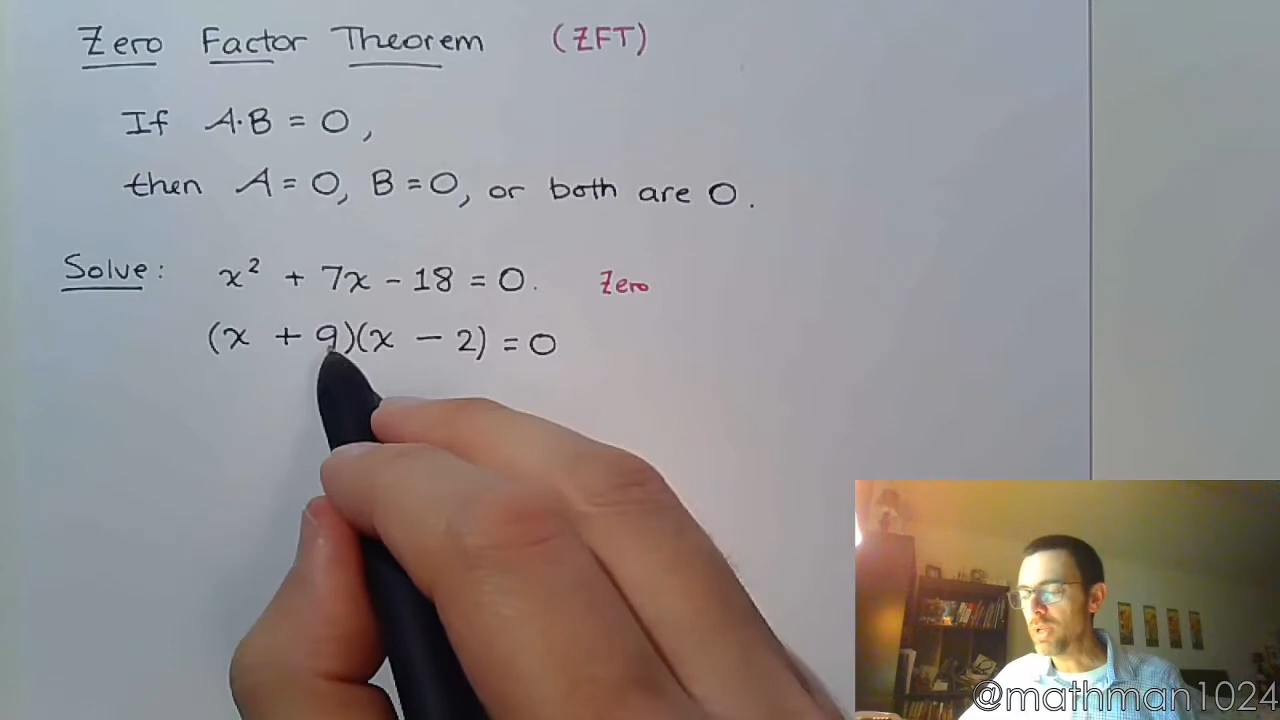 Zero Factor Theorem (ZFT)
If A·B = 0,
then A = 0, B = 0, or both are 0.
Solve: x² + 7x - 18 = 0. Zero
(x + 9)(x - 2) = 0
@mathman1024